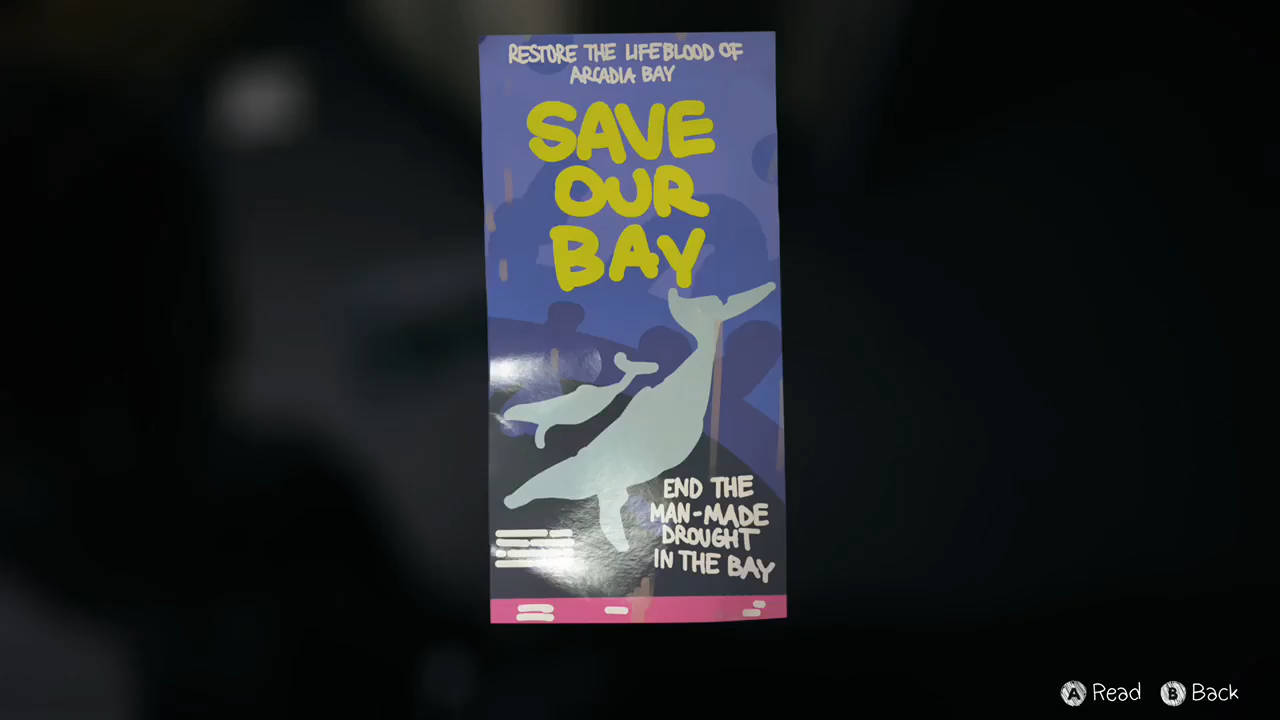 RESTORE THE LIFEBLOOD OF
ARCADIA BAY
SAVE
OUR
BAY
END THE
MAN-MADE
DROUGHT
IN THE BAY
A Read B Back